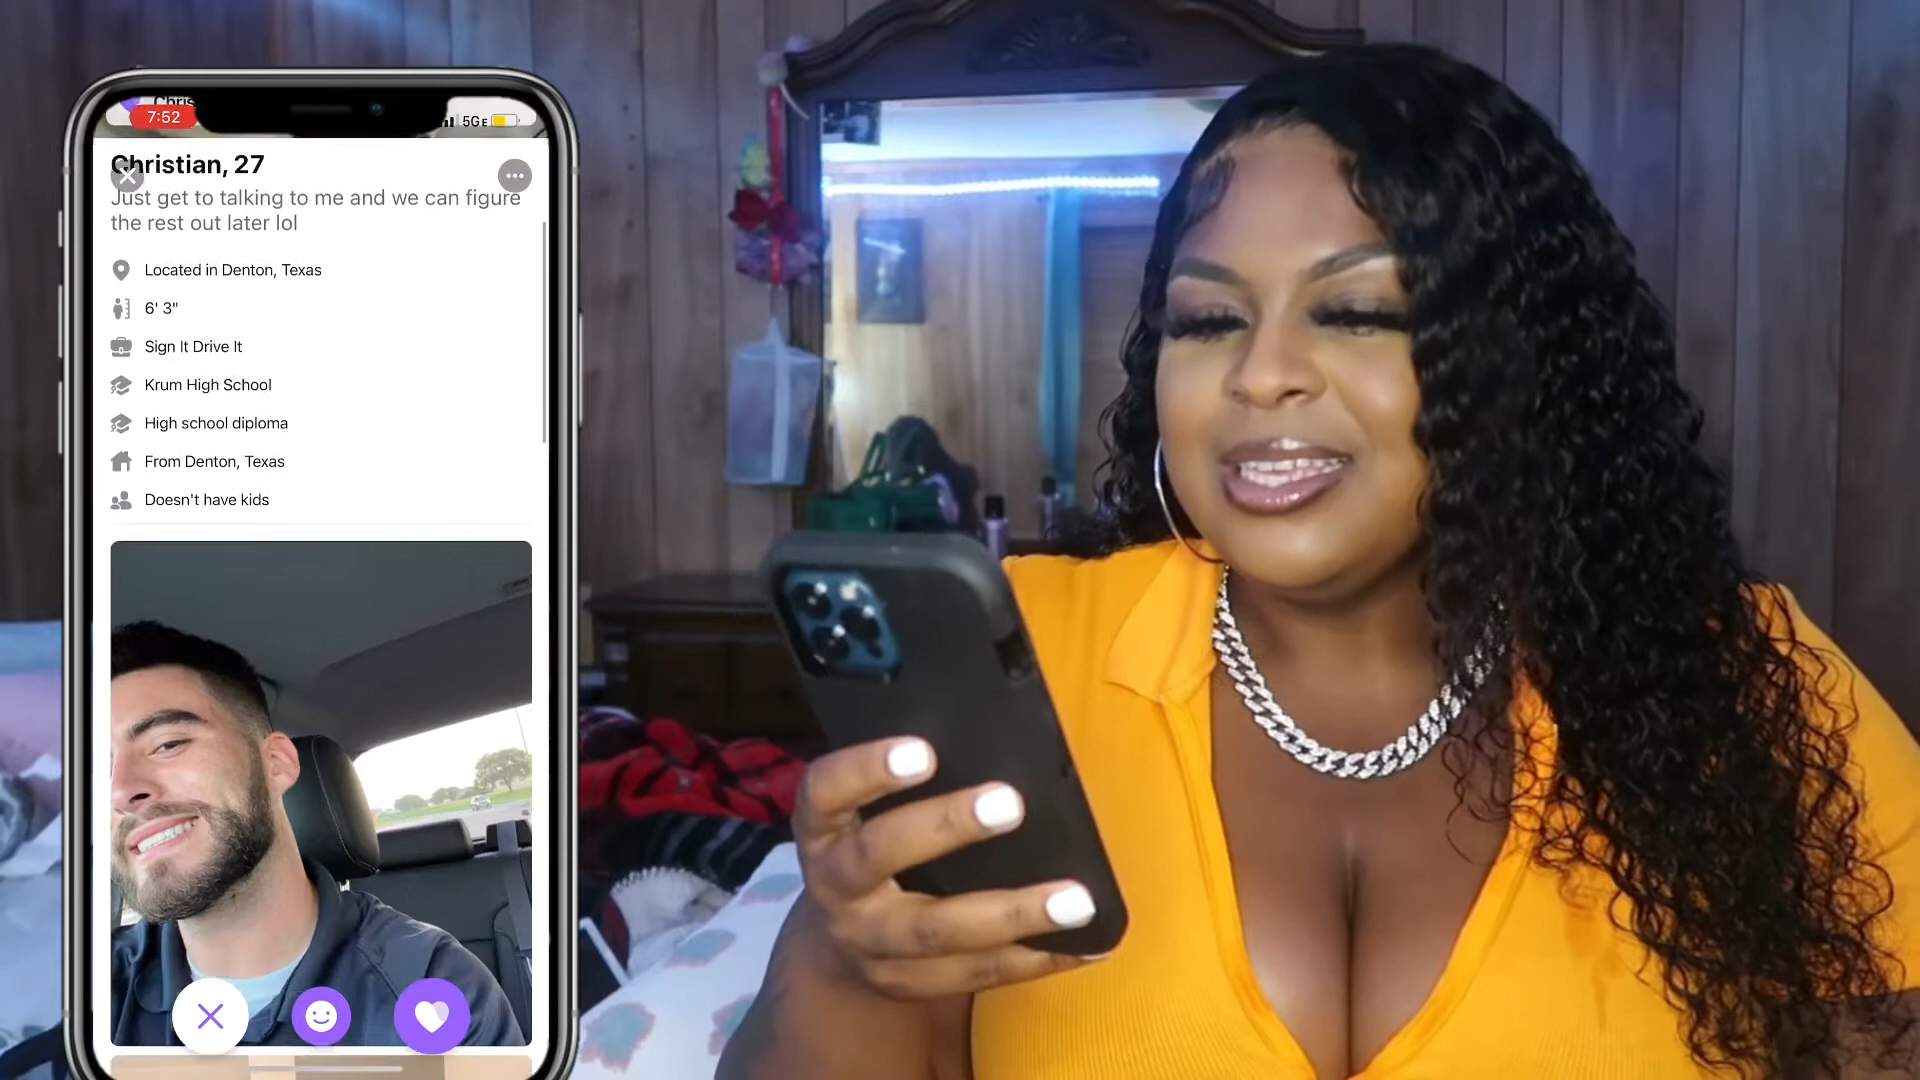 Chris
7:52
5GE
Christian, 27
Just get to talking to me and we can figure
the rest out later lol
Located in Denton, Texas
6' 3"
Sign It Drive It
Krum High School
High school diploma
From Denton, Texas
Doesn't have kids